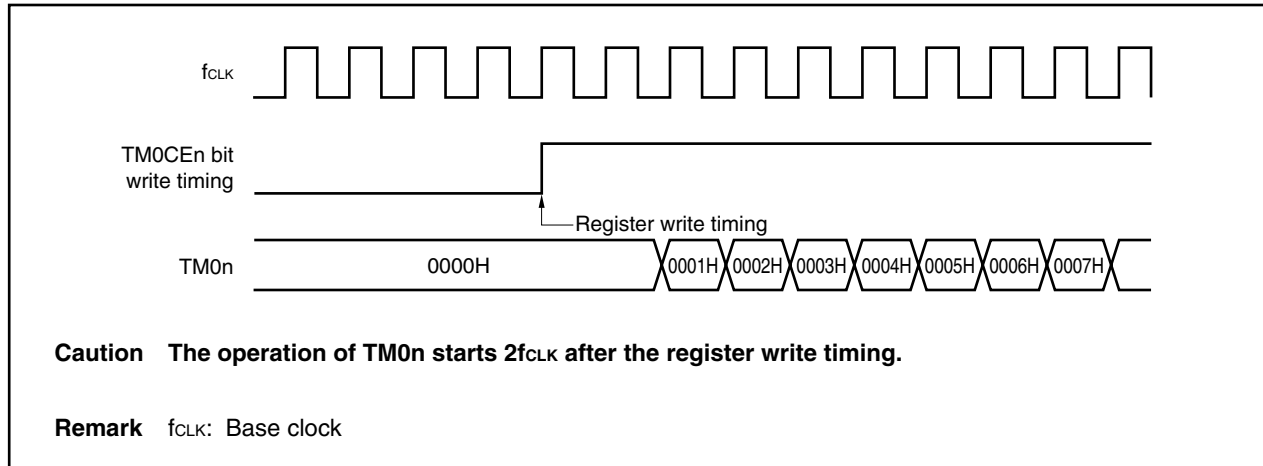 fCLK
TM0CEn bit
write timing
Register write timing
TM0n 0000H 0001H 0002H 0003H 0004H 0005H 0006H 0007H
Caution The operation of TM0n starts 2fCLK after the register write timing.
Remark fCLK: Base clock